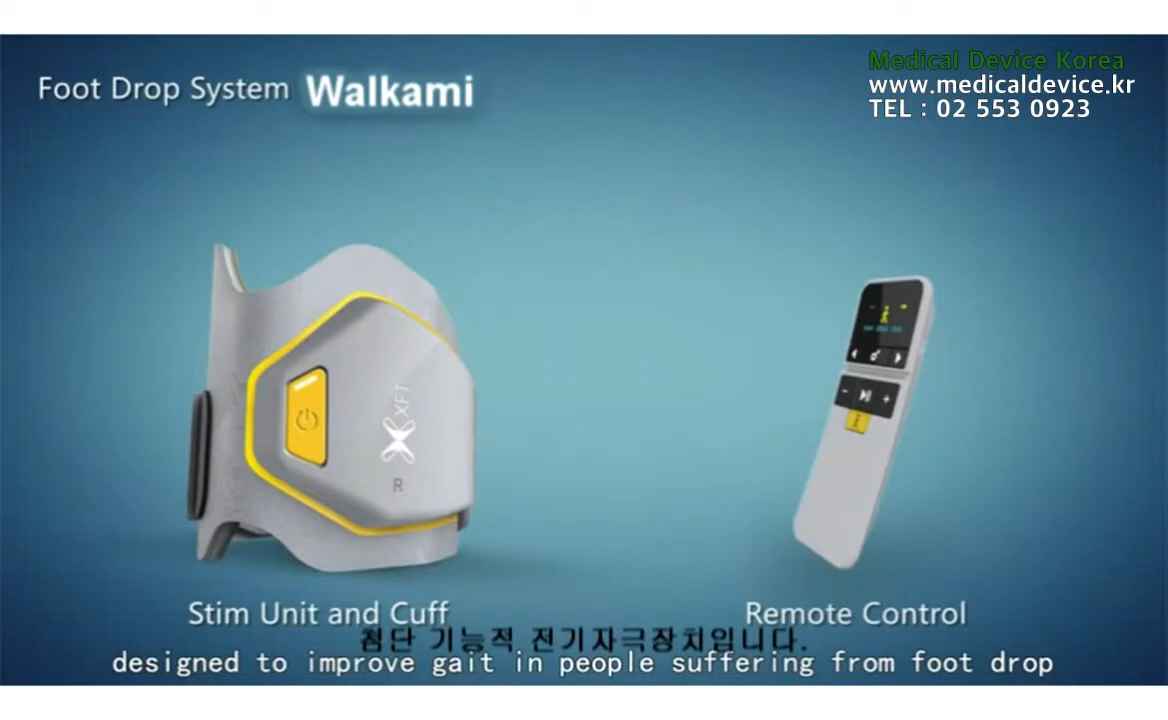 Foot Drop System Walkami
Medical Device Korea
www.medicaldevice.kr
TEL : 02 553 0923
XFT
R
Stim Unit and Cuff
Remote Control
첨단 기능적 전기자극장치입니다.
designed to improve gait in people suffering from foot drop